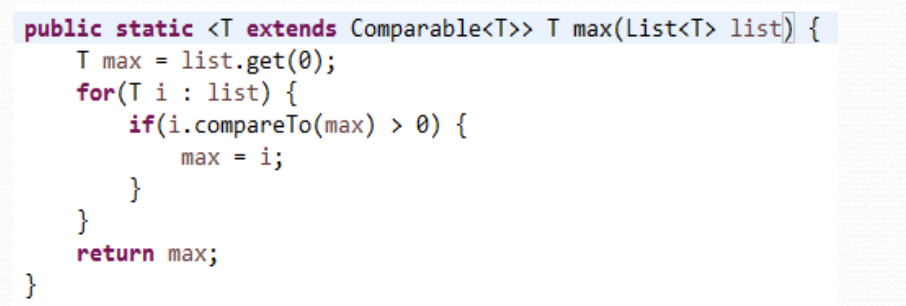 public static <T extends Comparable<T>> T max(List<T> list) {
    T max = list.get(0);
    for(T i : list) {
        if(i.compareTo(max) > 0) {
            max = i;
        }
    }
    return max;
}